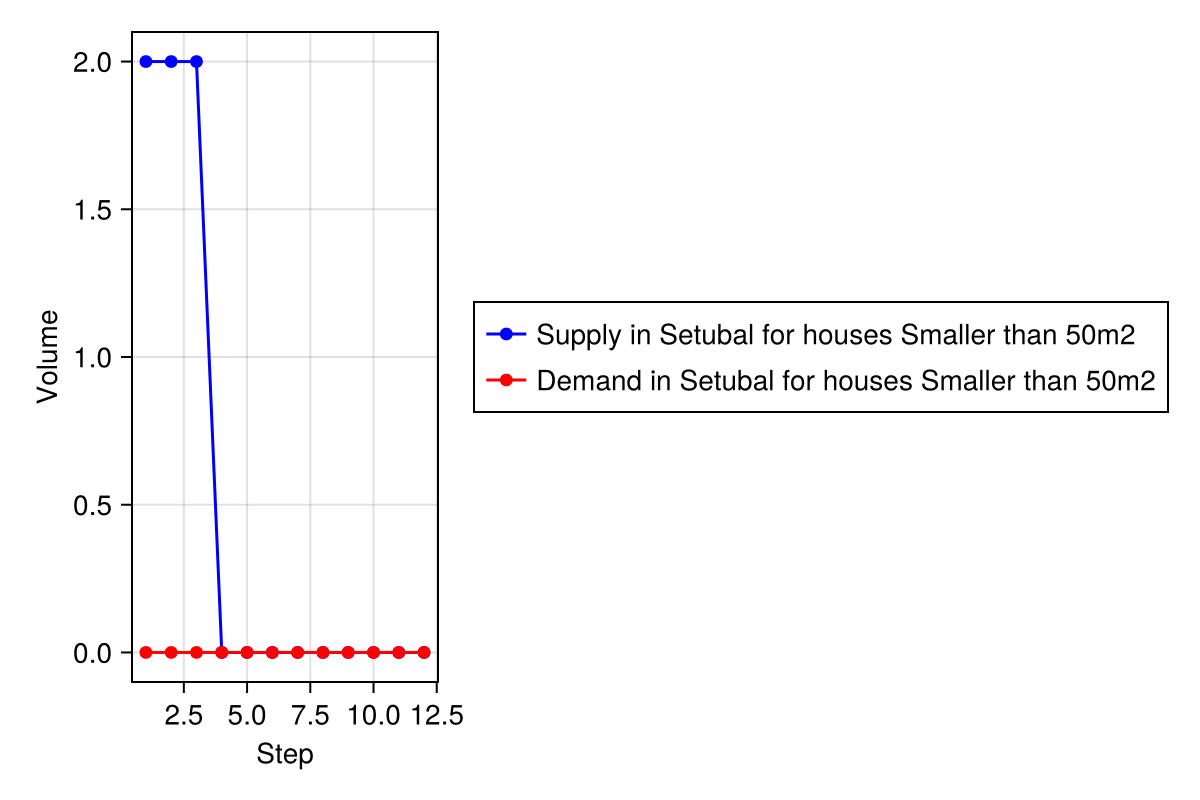 2.0
1.5
1.0
0.5
0.0
Volume
2.5 5.0 7.5 10.0 12.5
Step
Supply in Setubal for houses Smaller than 50m2
Demand in Setubal for houses Smaller than 50m2